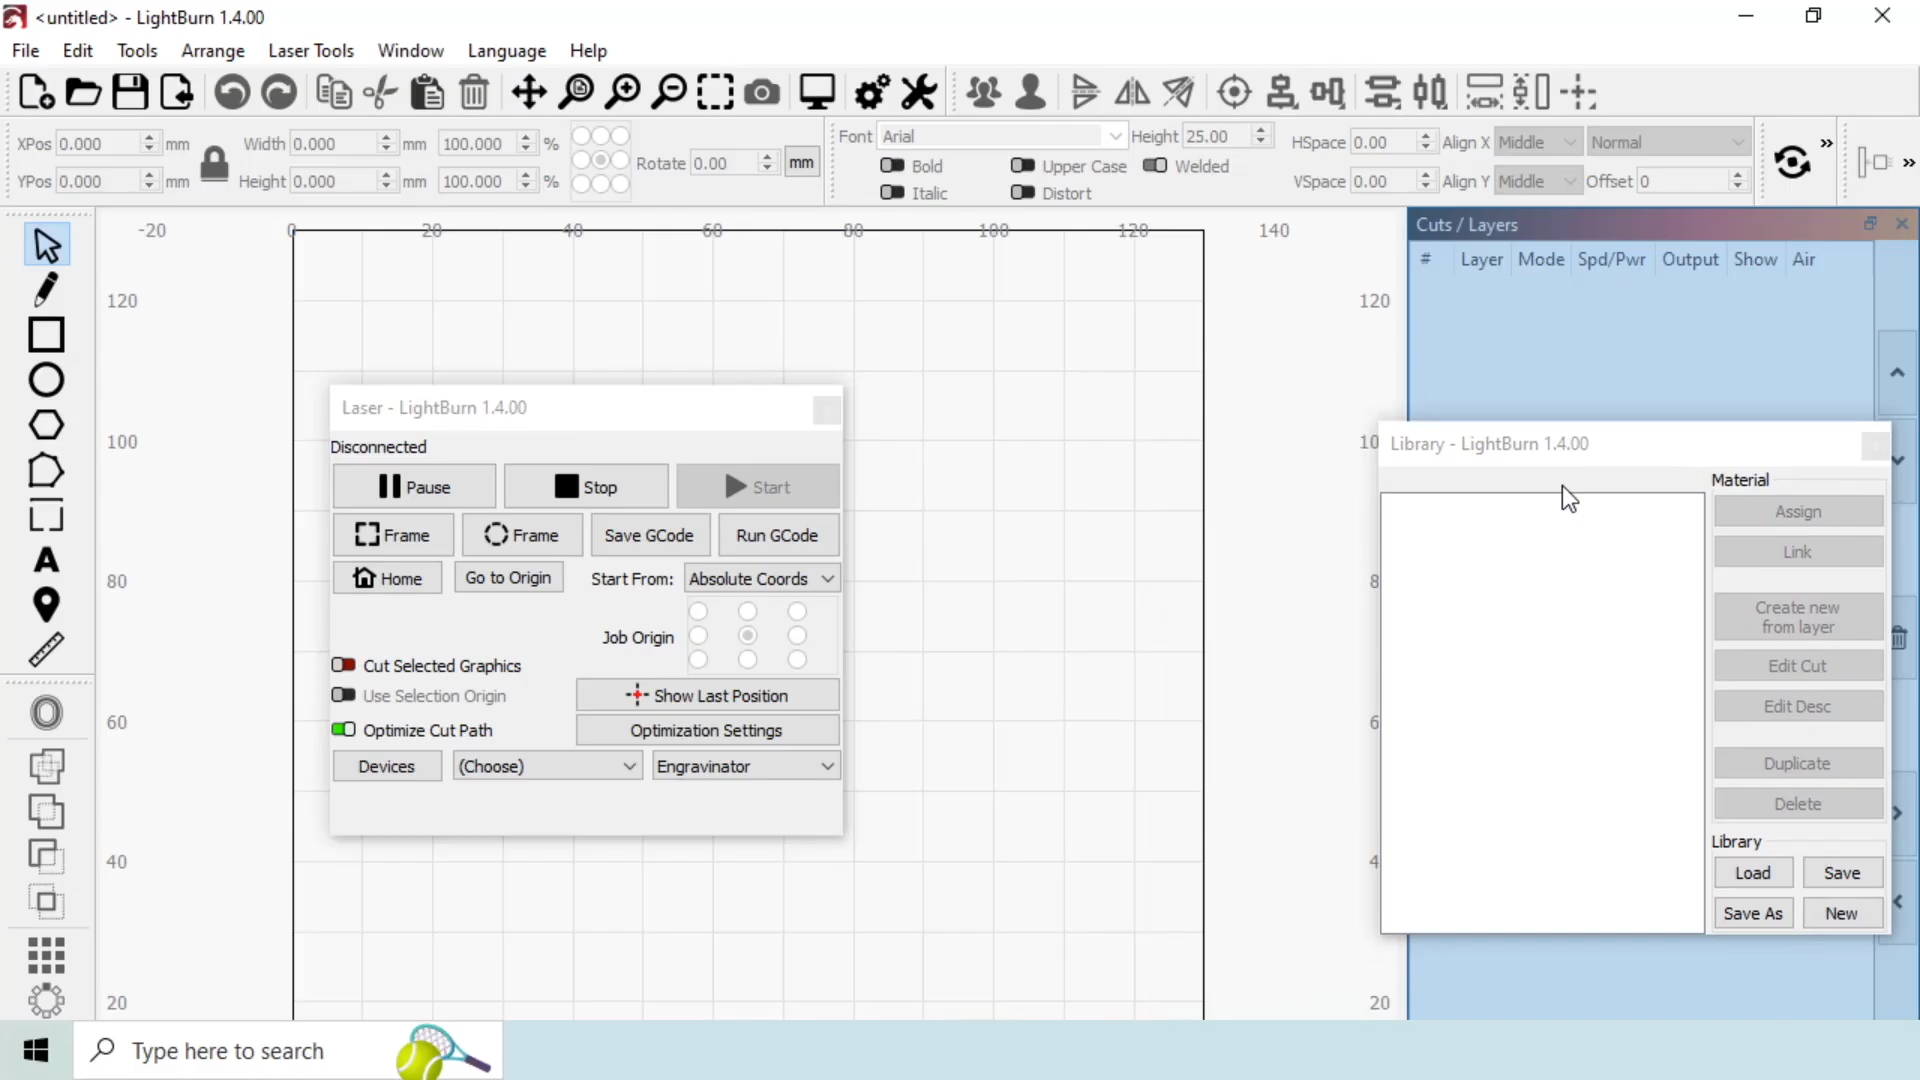 <untitled> - LightBurn 1.4.00
File Edit Tools Arrange Laser Tools Window Language Help
XPos 0.000 mm Width 0.000 mm 100.000 % Rotate 0.00 mm
YPos 0.000 mm Height 0.000 mm 100.000 %
Font Arial Height 25.00 HSpace 0.00 Align X Middle Normal
Bold Upper Case Welded
Italic Distort VSpace 0.00 Align Y Middle Offset 0
-20 0 20 40 60 80 100 120 140
120 120
100 10
80 8
60 6
40 4
20 20
Cuts / Layers
# Layer Mode Spd/Pwr Output Show Air
Laser - LightBurn 1.4.00
Disconnected
Pause Stop Start
Frame Frame Save GCode Run GCode
Home Go to Origin Start From: Absolute Coords
Job Origin
Cut Selected Graphics
Use Selection Origin Show Last Position
Optimize Cut Path Optimization Settings
Devices (Choose) Engravinator
Library - LightBurn 1.4.00
Material
Assign
Link
Create new
from layer
Edit Cut
Edit Desc
Duplicate
Delete
Library
Load Save
Save As New
Type here to search